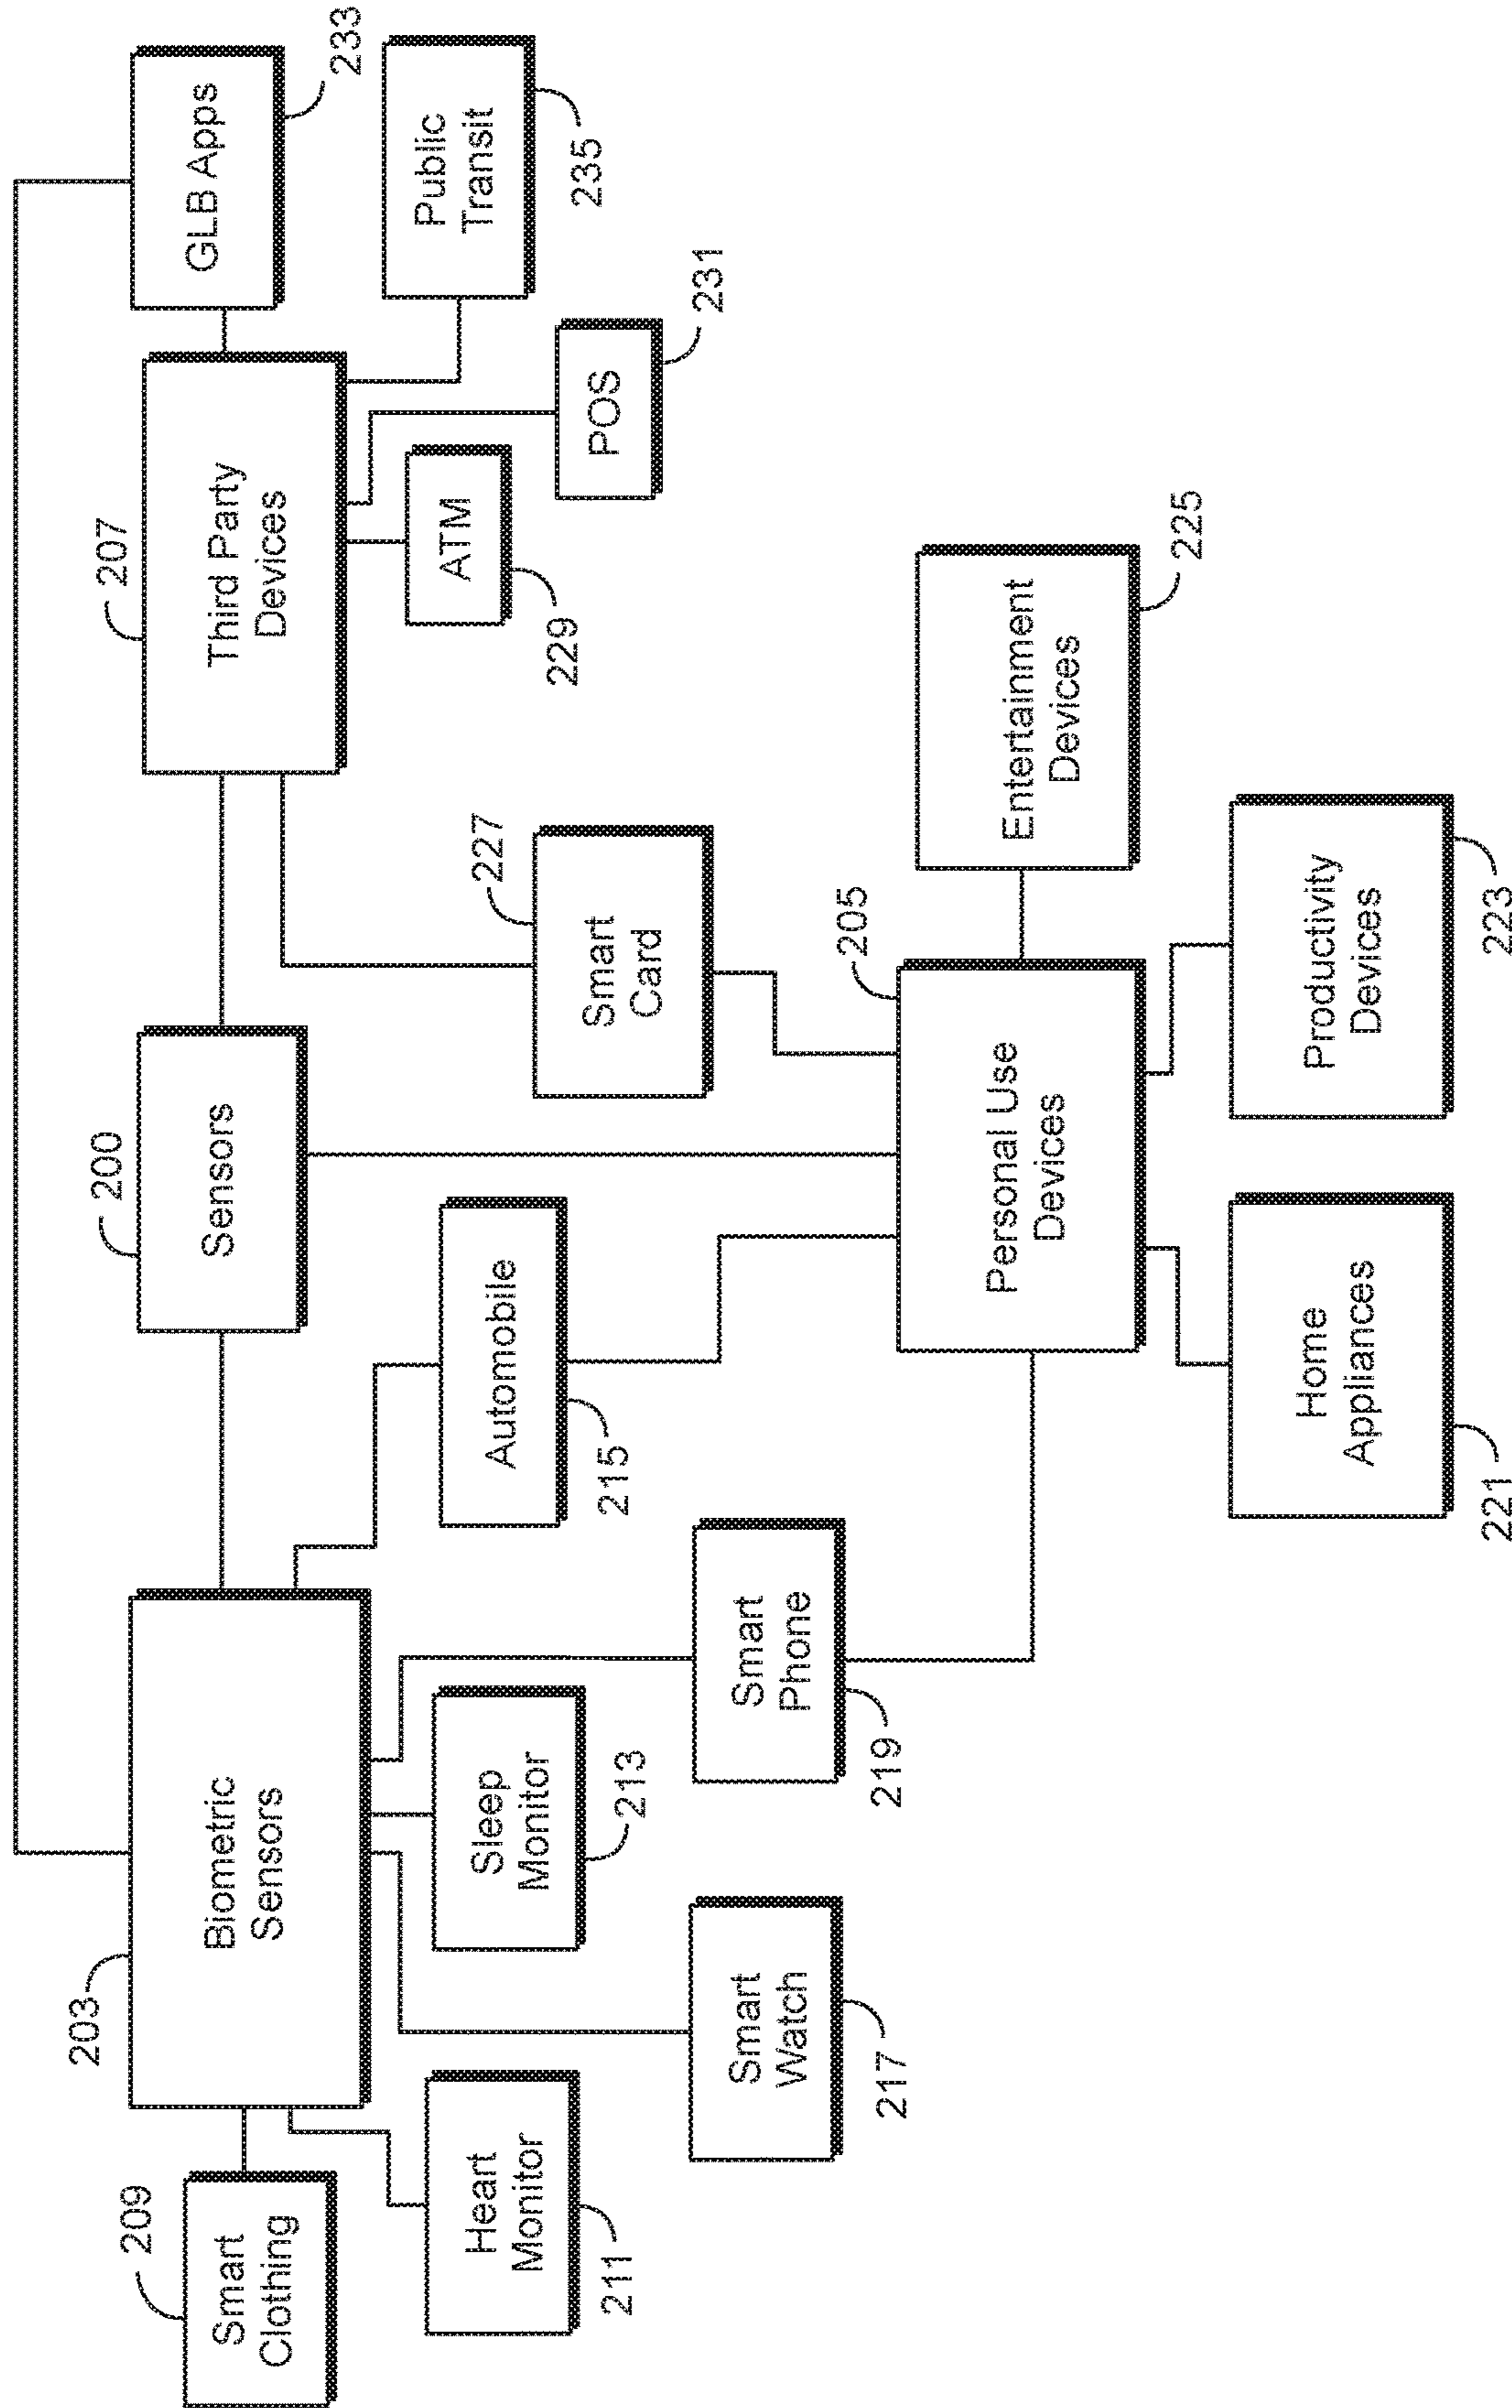 203
Biometric
Sensors
200
Sensors
207
Third Party
Devices
GLB Apps
233
209
Smart
Clothing
Heart
Monitor
211
Sleep
Monitor
213
Automobile
215
Smart
Card
227
ATM
229
POS
231
Public
Transit
235
Smart
Watch
217
Smart
Phone
219
Personal Use
Devices
205
Entertainment
Devices
225
Home
Appliances
221
Productivity
Devices
223